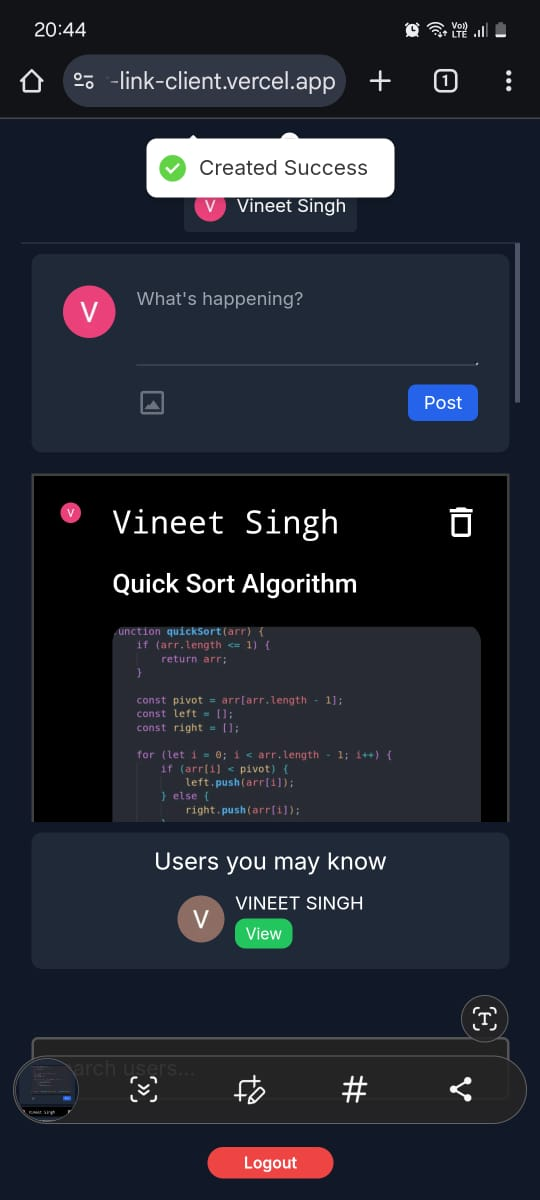 20:44
Vo))
LTE
-link-client.vercel.app
1
Created Success
V Vineet Singh
V
What's happening?
Post
V
Vineet Singh
Quick Sort Algorithm
unction quickSort(arr) {
if (arr.length <= 1) {
return arr;
}
const pivot = arr[arr.length - 1];
const left = [];
const right = [];
for (let i = 0; i < arr.length - 1; i++) {
if (arr[i] < pivot) {
left.push(arr[i]);
} else {
right.push(arr[i]);
Users you may know
V
VINEET SINGH
View
T
arch users...
Vineet Singh
#
Logout